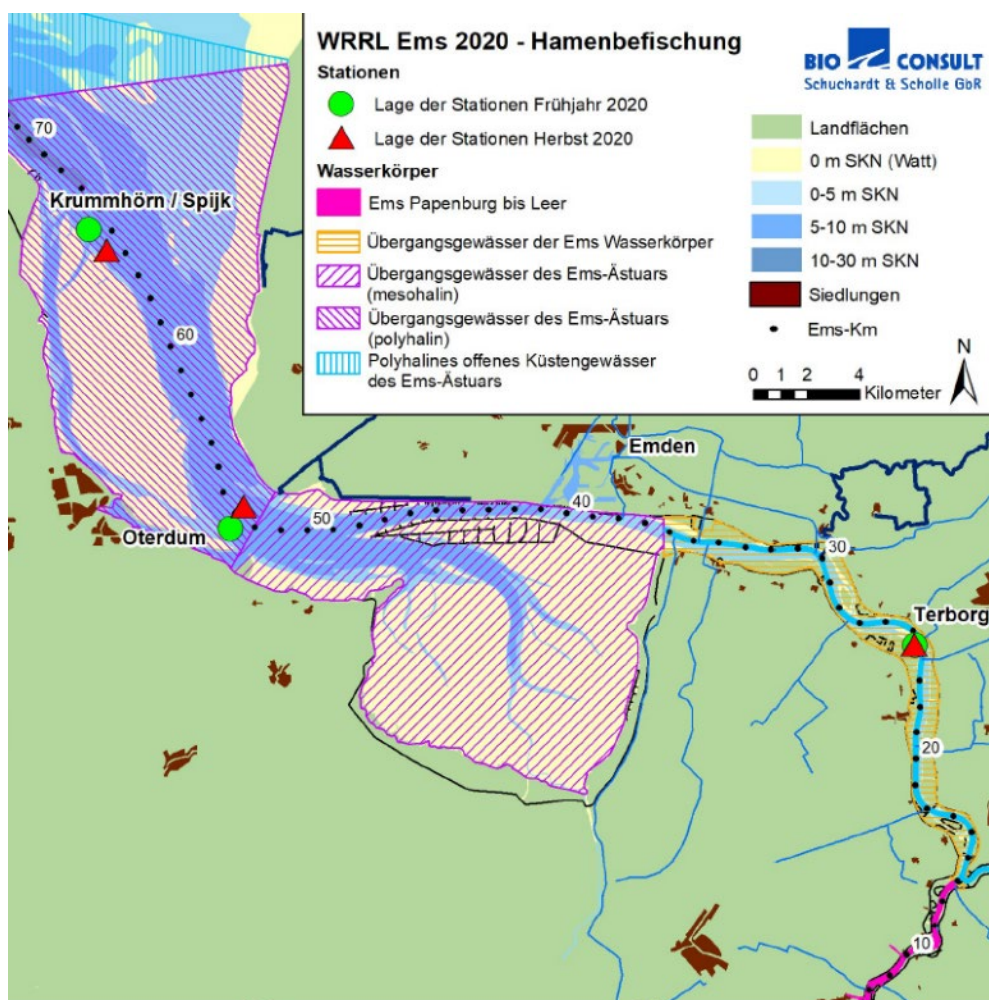 WRRL Ems 2020 - Hamenbefischung
Stationen
Lage der Stationen Frühjahr 2020
Lage der Stationen Herbst 2020
Wasserkörper
Ems Papenburg bis Leer
Übergangsgewässer der Ems Wasserkörper
Übergangsgewässer des Ems-Ästuars
(mesohalin)
Übergangsgewässer des Ems-Ästuars
(polyhalin)
Polyhalines offenes Küstengewässer
des Ems-Ästuars
BIO CONSULT
Schuchardt & Scholle GbR
Landflächen
0 m SKN (Watt)
0-5 m SKN
5-10 m SKN
10-30 m SKN
Siedlungen
Ems-Km
N
0 1 2 4
Kilometer
70
Krummhörn / Spijk
60
Emden
40
50
Oterdum
30
Terborg
20
10